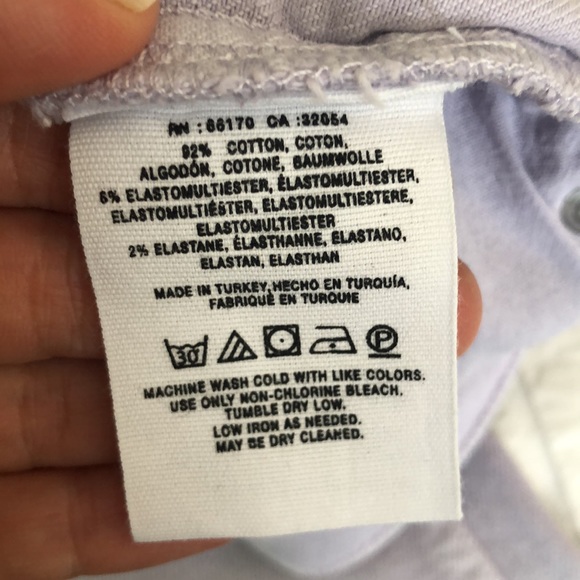 RN : 66170 CA :32054
92% COTTON, COTON,
ALGODÓN, COTONE, BAUMWOLLE
6% ELASTOMULTIESTER, ÉLASTOMULTIESTER,
ELASTOMULTIÉSTER, ELASTOMULTIESTERE,
ELASTOMULTIESTER
2% ELASTANE, ÉLASTHANNE, ELASTANO,
ELASTAN, ELASTHAN
MADE IN TURKEY,HECHO EN TURQUÍA,
FABRIQUÉ EN TURQUIE
30 P
MACHINE WASH COLD WITH LIKE COLORS.
USE ONLY NON-CHLORINE BLEACH.
TUMBLE DRY LOW.
LOW IRON AS NEEDED.
MAY BE DRY CLEANED.